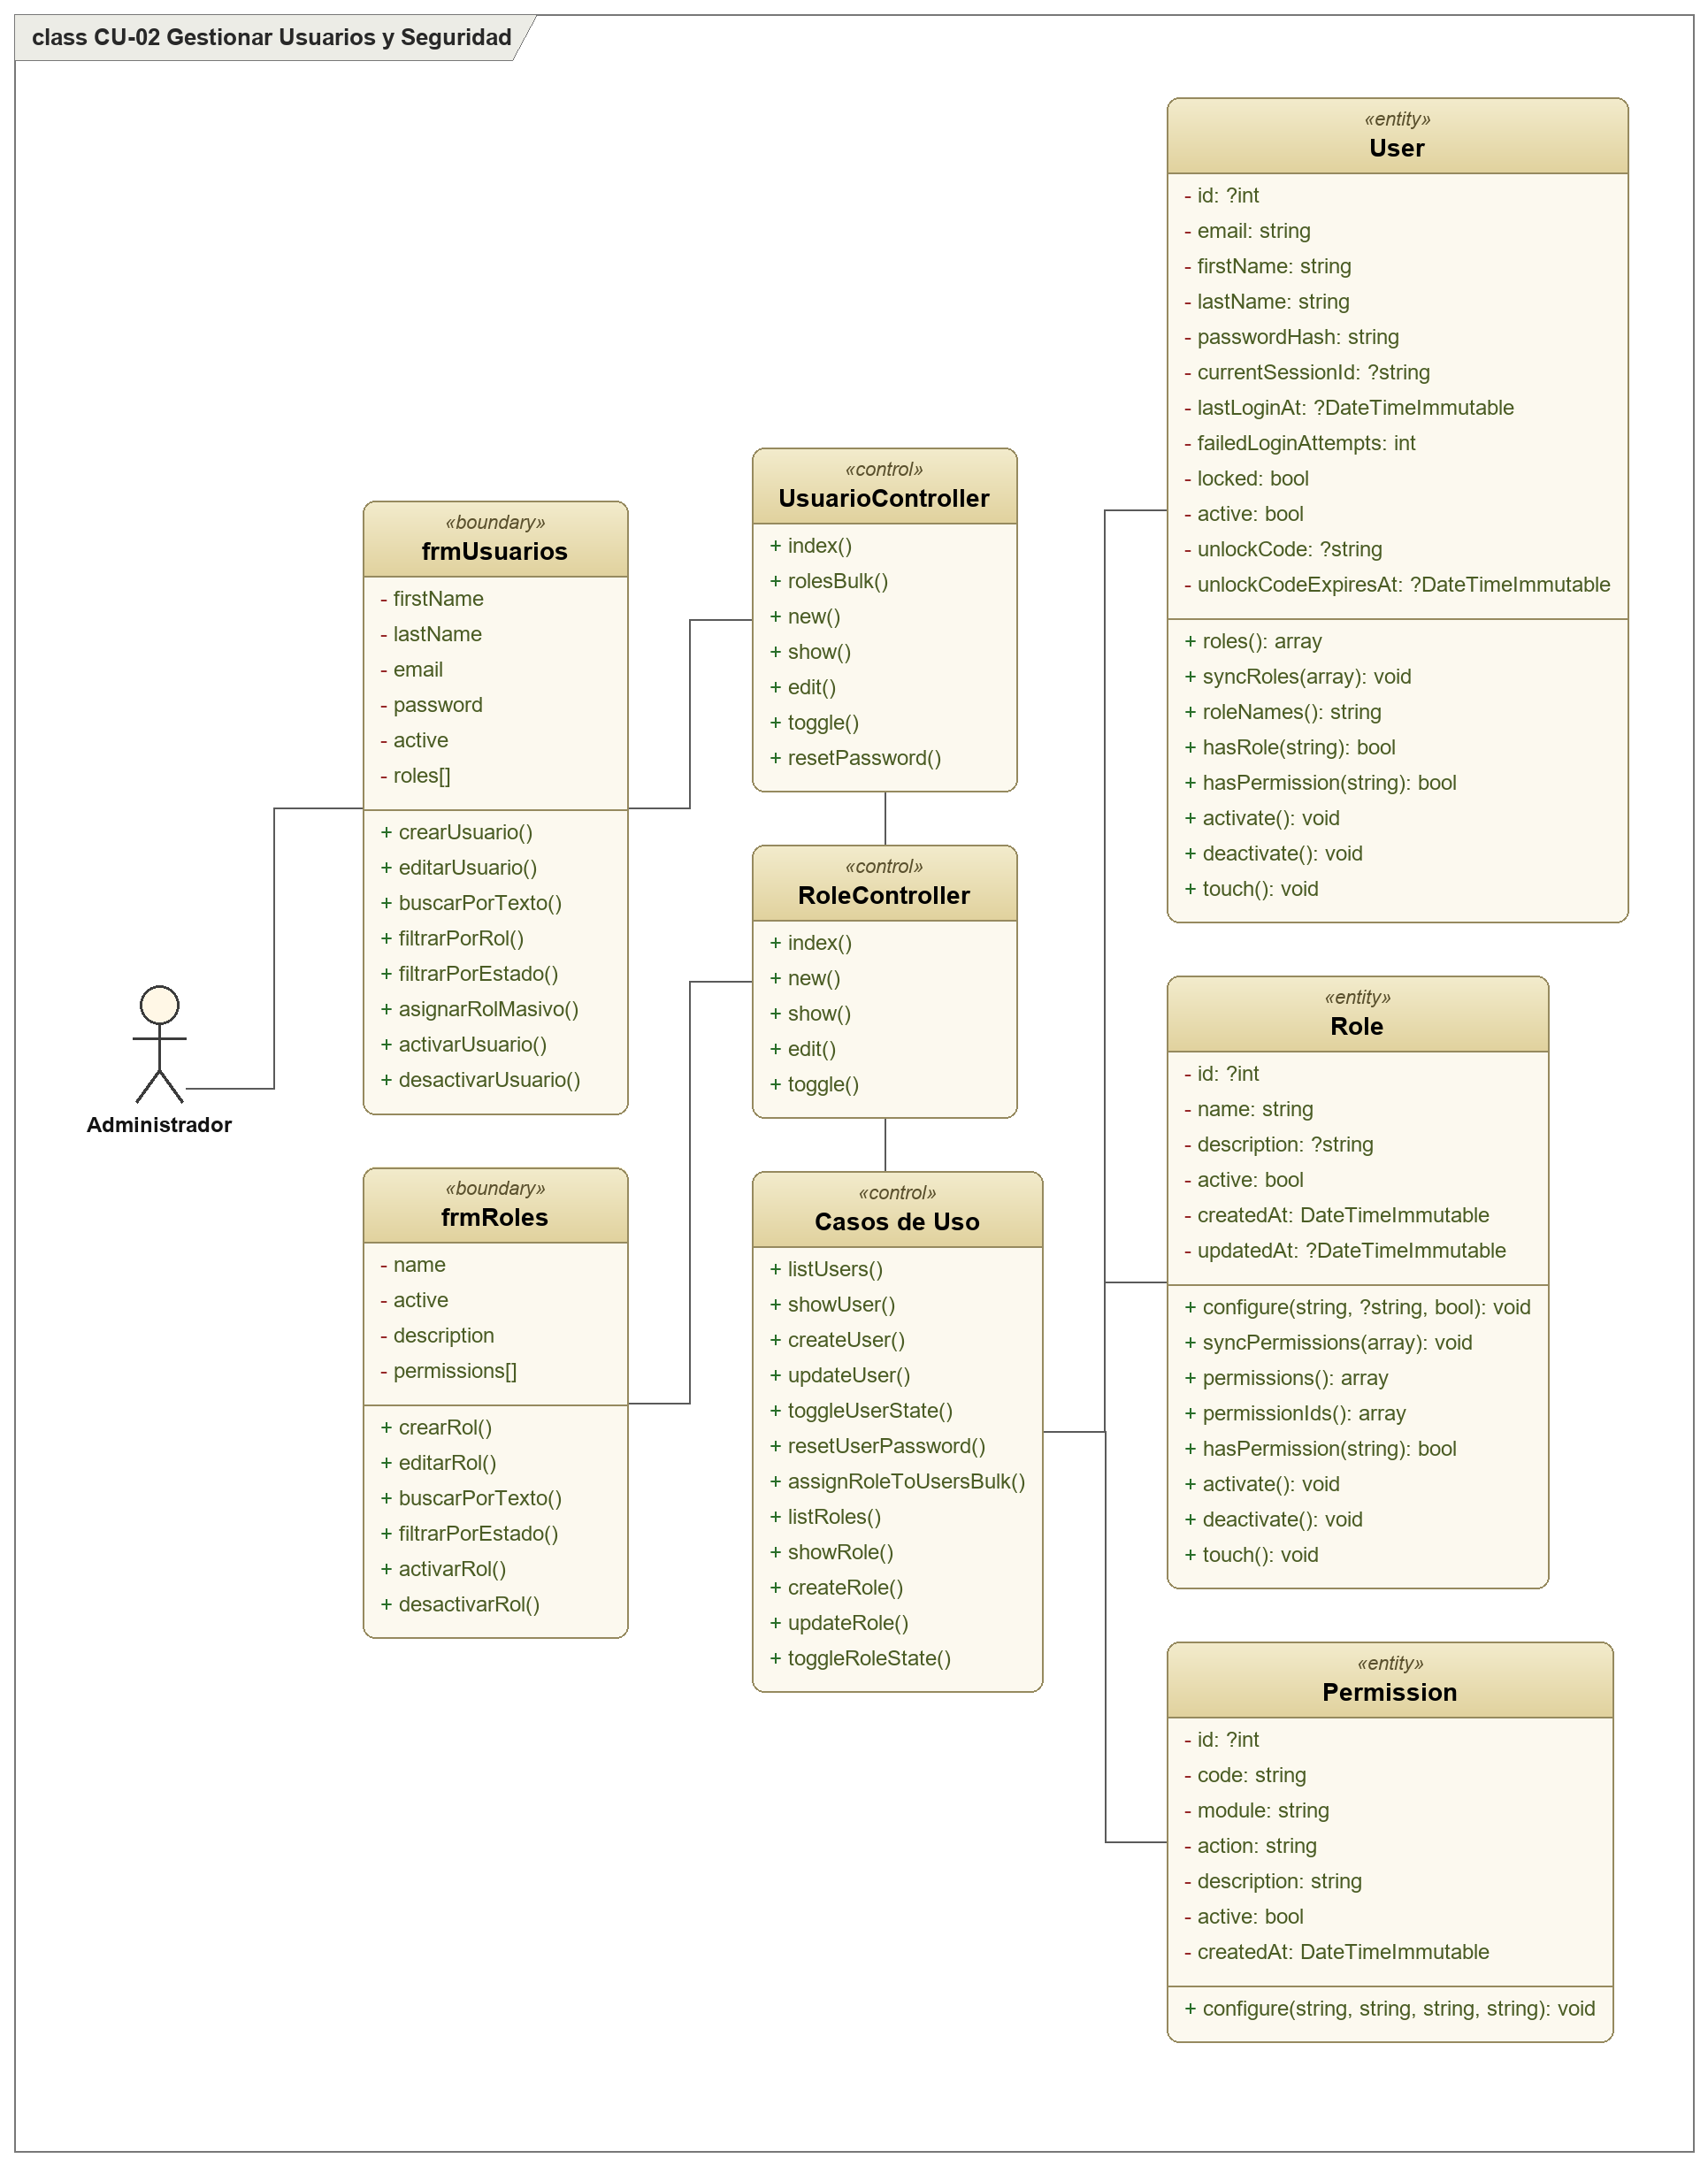 class CU-02 Gestionar Usuarios y Seguridad
Administrador
«boundary»
frmUsuarios
- firstName
- lastName
- email
- password
- active
- roles[]
+ crearUsuario()
+ editarUsuario()
+ buscarPorTexto()
+ filtrarPorRol()
+ filtrarPorEstado()
+ asignarRolMasivo()
+ activarUsuario()
+ desactivarUsuario()
«boundary»
frmRoles
- name
- active
- description
- permissions[]
+ crearRol()
+ editarRol()
+ buscarPorTexto()
+ filtrarPorEstado()
+ activarRol()
+ desactivarRol()
«control»
UsuarioController
+ index()
+ rolesBulk()
+ new()
+ show()
+ edit()
+ toggle()
+ resetPassword()
«control»
RoleController
+ index()
+ new()
+ show()
+ edit()
+ toggle()
«control»
Casos de Uso
+ listUsers()
+ showUser()
+ createUser()
+ updateUser()
+ toggleUserState()
+ resetUserPassword()
+ assignRoleToUsersBulk()
+ listRoles()
+ showRole()
+ createRole()
+ updateRole()
+ toggleRoleState()
«entity»
User
- id: ?int
- email: string
- firstName: string
- lastName: string
- passwordHash: string
- currentSessionId: ?string
- lastLoginAt: ?DateTimeImmutable
- failedLoginAttempts: int
- locked: bool
- active: bool
- unlockCode: ?string
- unlockCodeExpiresAt: ?DateTimeImmutable
+ roles(): array
+ syncRoles(array): void
+ roleNames(): string
+ hasRole(string): bool
+ hasPermission(string): bool
+ activate(): void
+ deactivate(): void
+ touch(): void
«entity»
Role
- id: ?int
- name: string
- description: ?string
- active: bool
- createdAt: DateTimeImmutable
- updatedAt: ?DateTimeImmutable
+ configure(string, ?string, bool): void
+ syncPermissions(array): void
+ permissions(): array
+ permissionIds(): array
+ hasPermission(string): bool
+ activate(): void
+ deactivate(): void
+ touch(): void
«entity»
Permission
- id: ?int
- code: string
- module: string
- action: string
- description: string
- active: bool
- createdAt: DateTimeImmutable
+ configure(string, string, string, string): void